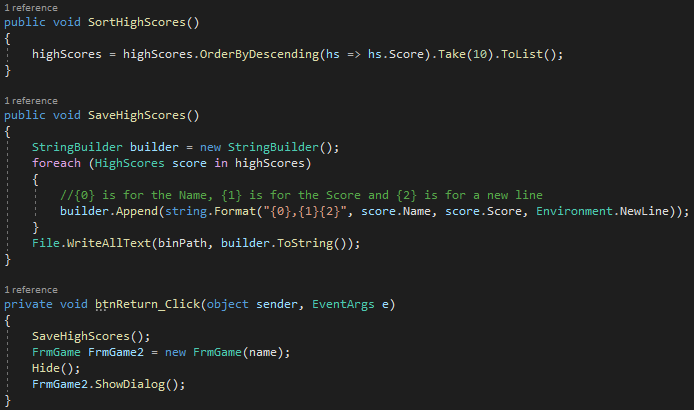 1 reference
public void SortHighScores()
{
highScores = highScores.OrderByDescending(hs => hs.Score).Take(10).ToList();
}
1 reference
public void SaveHighScores()
{
StringBuilder builder = new StringBuilder();
foreach (HighScores score in highScores)
{
//{0} is for the Name, {1} is for the Score and {2} is for a new line
builder.Append(string.Format("{0},{1}{2}", score.Name, score.Score, Environment.NewLine));
}
File.WriteAllText(binPath, builder.ToString());
}
1 reference
private void btnReturn_Click(object sender, EventArgs e)
{
SaveHighScores();
FrmGame FrmGame2 = new FrmGame(name);
Hide();
FrmGame2.ShowDialog();
}